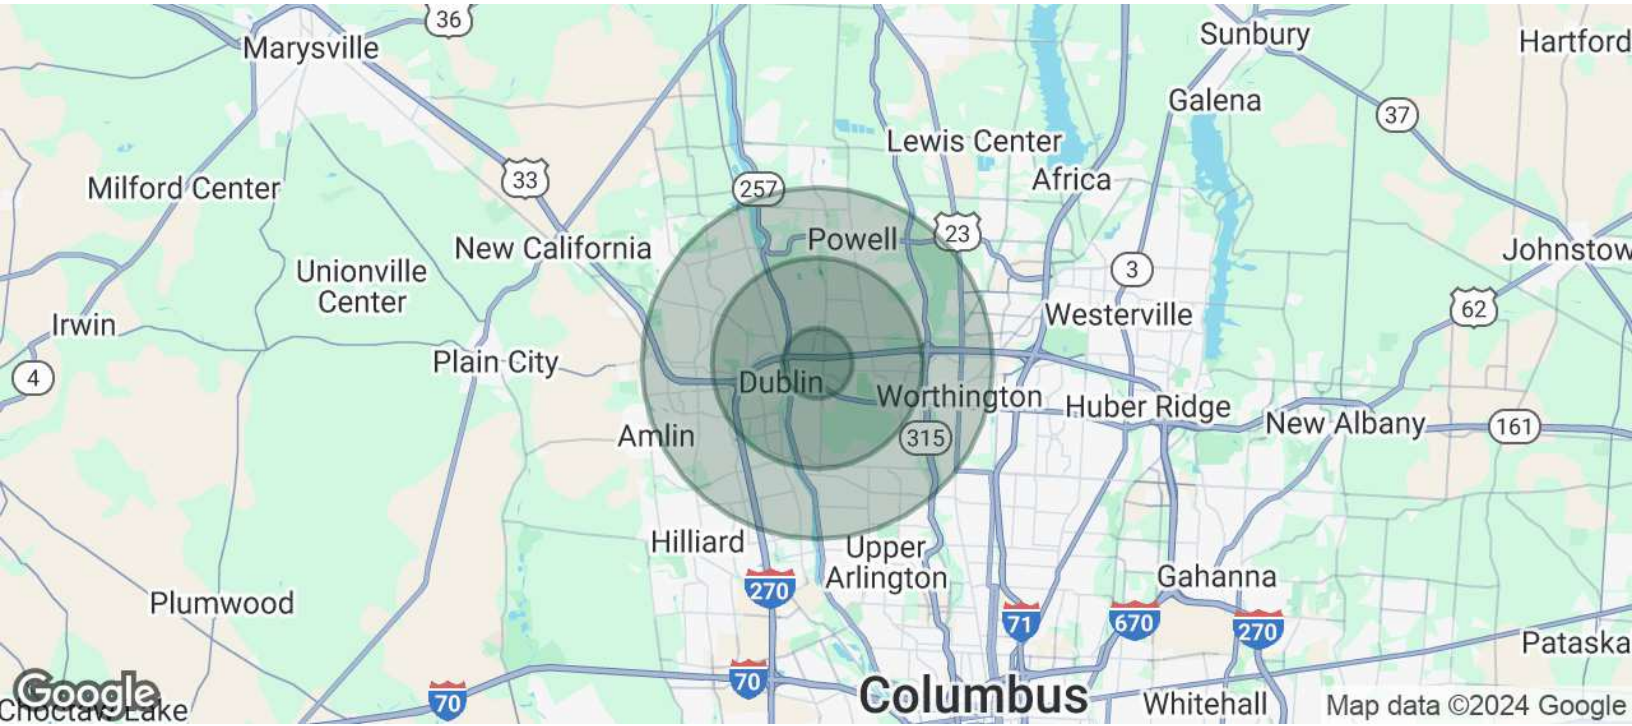 36
Marysville
Sunbury
Hartford
Galena
37
Lewis Center
33
Milford Center
257
Africa
New California
Powell
23
3
Johnstow
Unionville
Center
Irwin
62
Westerville
Plain City
4
Dublin
Worthington
Huber Ridge
New Albany
161
Amlin
315
Hilliard
Upper
Arlington
270
Gahanna
Plumwood
71
670
270
Pataska
70
70
Google
Choctaw Lake
Columbus
Whitehall
Map data ©2024 Google